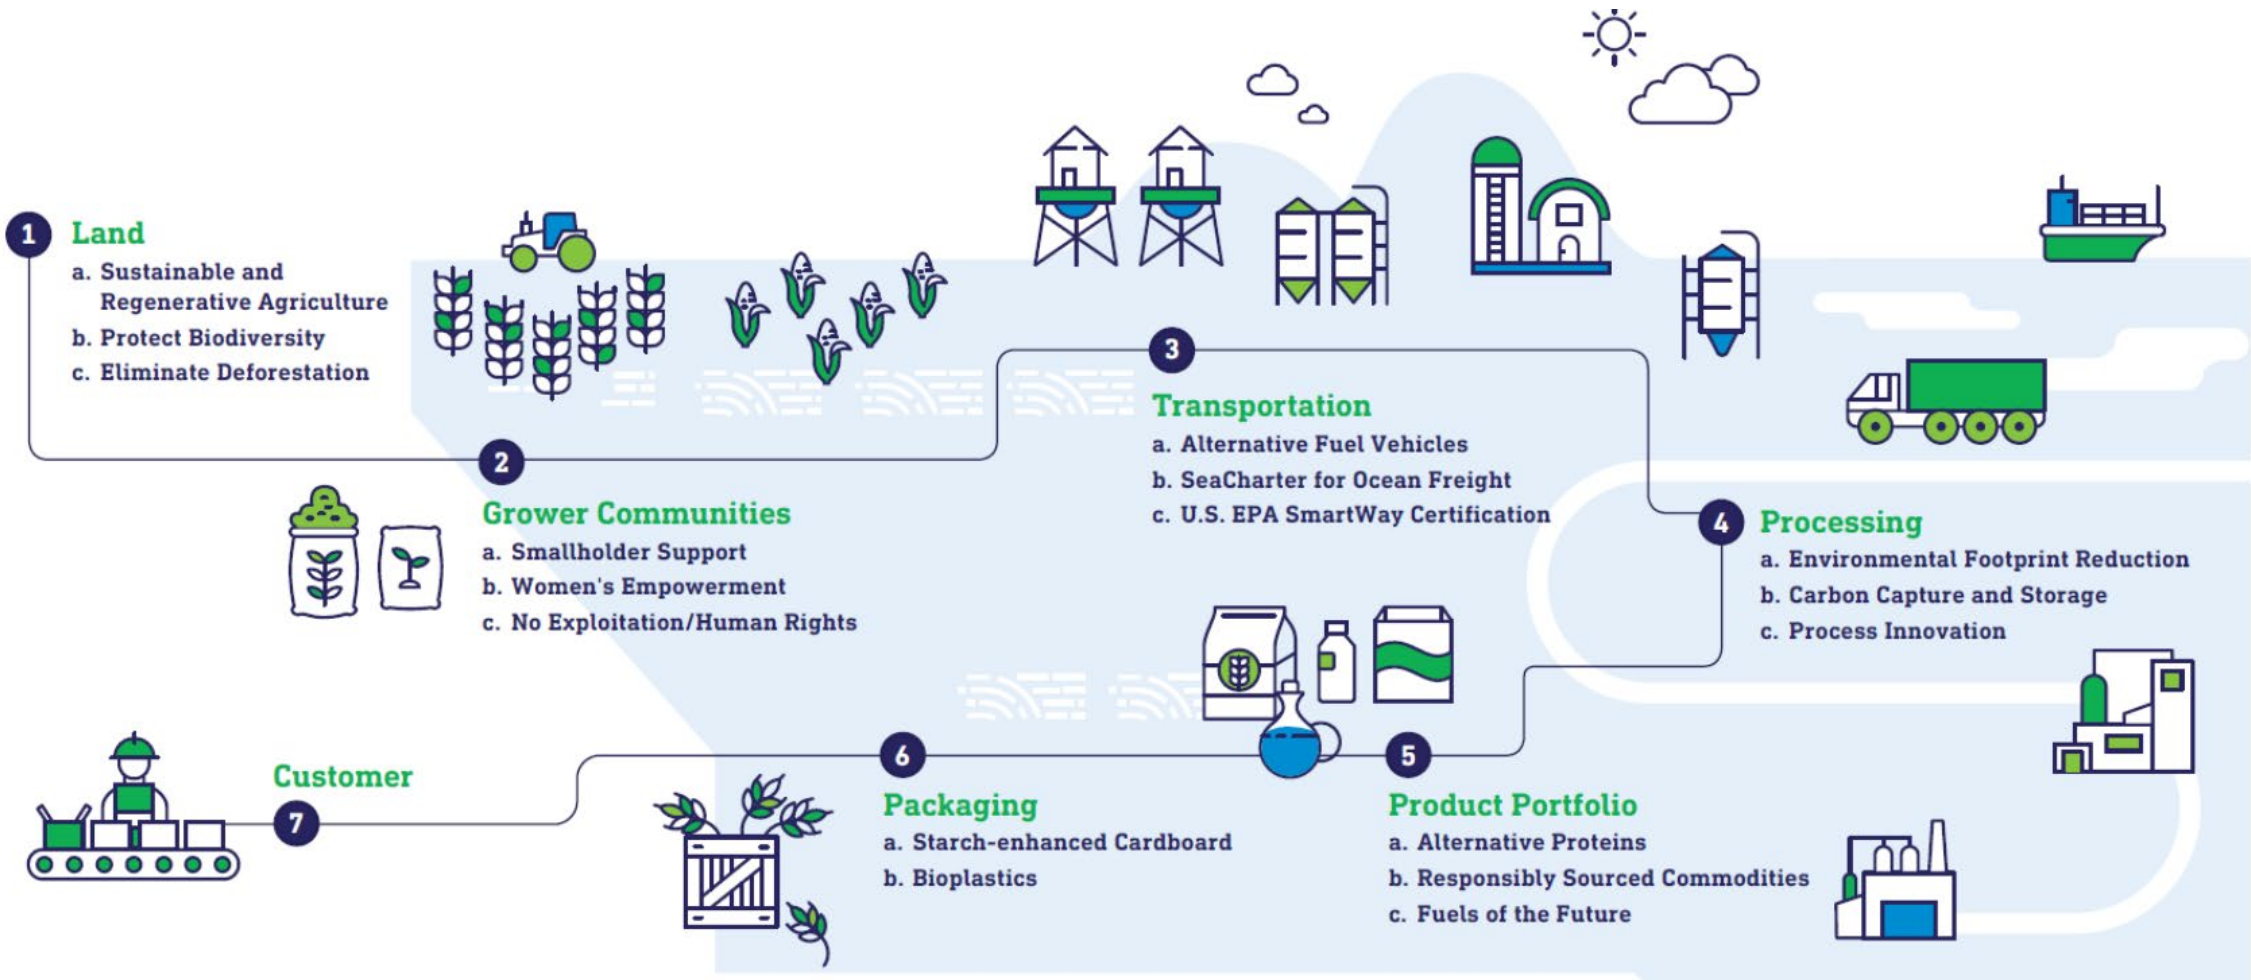 1
Land
a. Sustainable and
Regenerative Agriculture
b. Protect Biodiversity
c. Eliminate Deforestation
2
Grower Communities
a. Smallholder Support
b. Women's Empowerment
c. No Exploitation/Human Rights
3
Transportation
a. Alternative Fuel Vehicles
b. SeaCharter for Ocean Freight
c. U.S. EPA SmartWay Certification
4
Processing
a. Environmental Footprint Reduction
b. Carbon Capture and Storage
c. Process Innovation
5
Product Portfolio
a. Alternative Proteins
b. Responsibly Sourced Commodities
c. Fuels of the Future
6
Packaging
a. Starch-enhanced Cardboard
b. Bioplastics
Customer
7